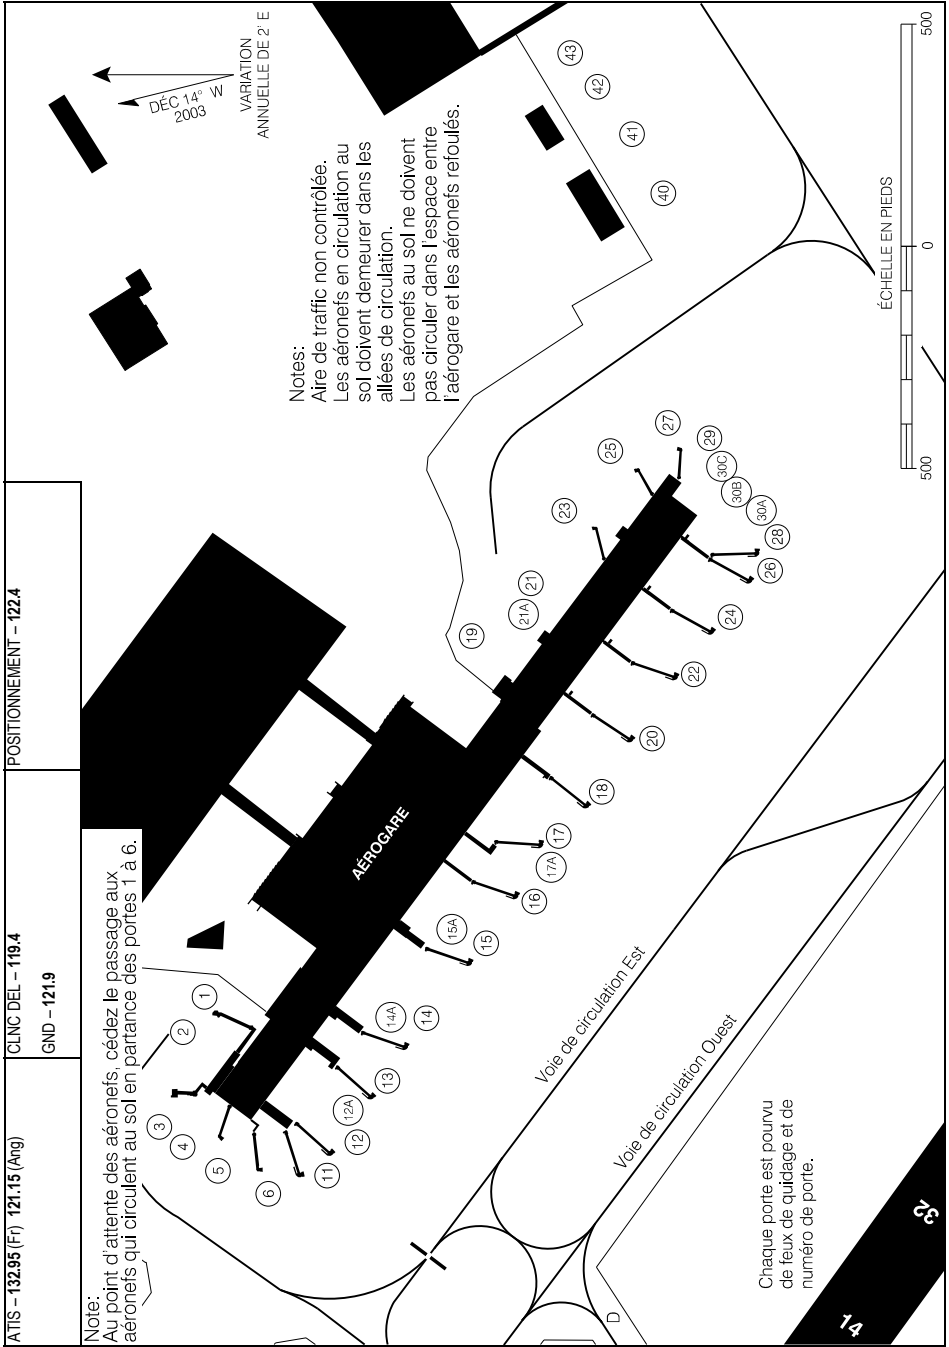 ATIS – 132.95 (Fr) 121.15 (Ang)
CLNC DEL – 119.4
GND – 121.9
POSITIONNEMENT – 122.4
Note:
Au point d'attente des aéronefs, cédez le passage aux
aéronefs qui circulent au sol en partance des portes 1 à 6.
DÉC 14° W
2003
VARIATION
ANNUELLE DE 2' E
Notes:
Aire de traffic non contrôlée.
Les aéronefs en circulation au
sol doivent demeurer dans les
allées de circulation.
Les aéronefs au sol ne doivent
pas circuler dans l'espace entre
l'aérogare et les aéronefs refoulés.
AÉROGARE
1
2
3
4
5
6
11
12
12A
13
14A
14
15A
15
16
17A
17
18
19
20
21A
21
22
23
24
25
26
27
28
29
30A
30B
30C
40
41
42
43
Voie de circulation Est
Voie de circulation Ouest
D
Chaque porte est pourvu
de feux de quidage et de
numéro de porte.
14
32
ÉCHELLE EN PIEDS
500
0
500